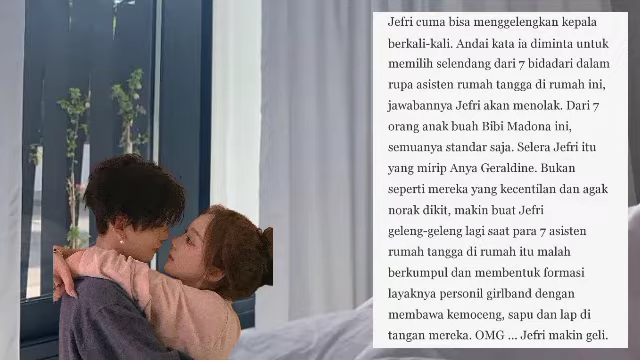 Jefri cuma bisa menggelengkan kepala
berkali-kali. Andai kata ia diminta untuk
memilih selendang dari 7 bidadari dalam
rupa asisten rumah tangga di rumah ini,
jawabannya Jefri akan menolak. Dari 7
orang anak buah Bibi Madona ini,
semuanya standar saja. Selera Jefri itu
yang mirip Anya Geraldine. Bukan
seperti mereka yang kecentilan dan agak
norak dikit, makin buat Jefri
geleng-geleng lagi saat para 7 asisten
rumah tangga di rumah itu malah
berkumpul dan membentuk formasi
layaknya personil girlband dengan
membawa kemoceng, sapu dan lap di
tangan mereka. OMG ... Jefri makin geli.